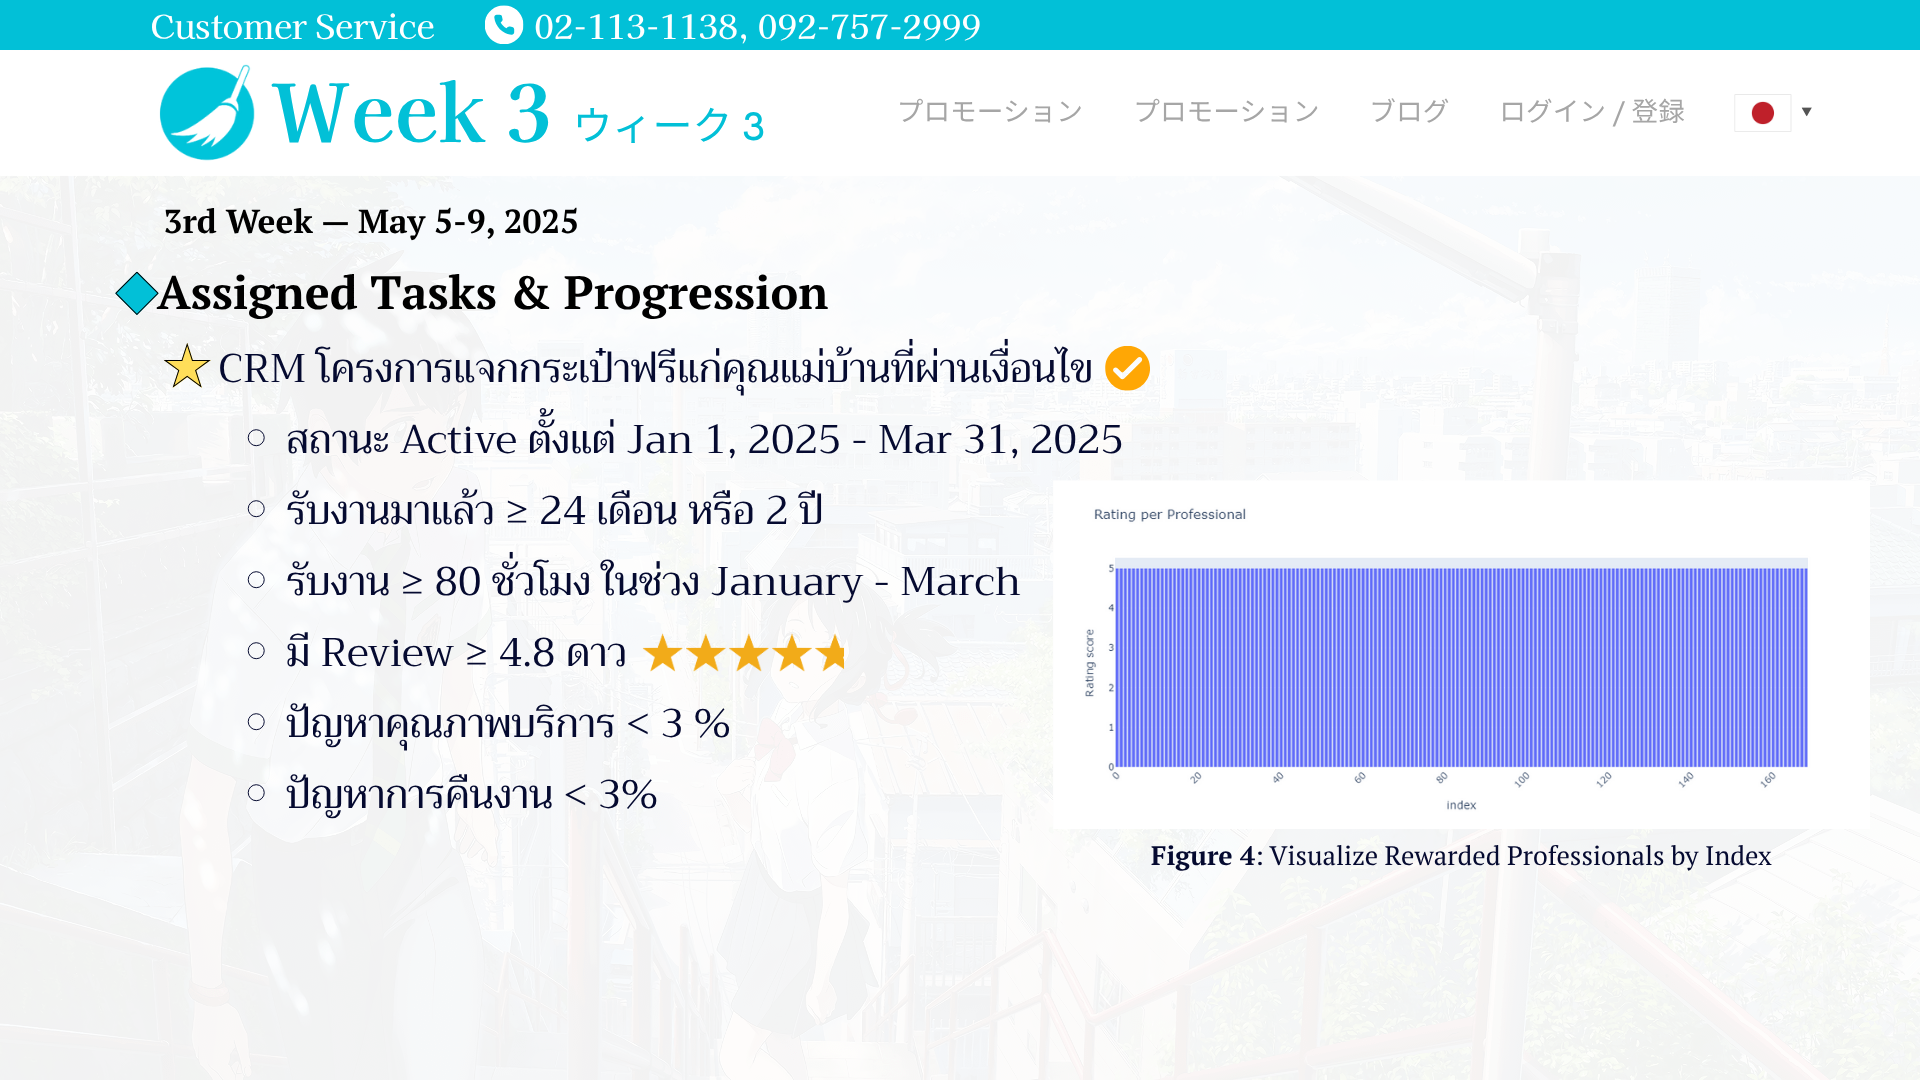 Customer Service 02-113-1138, 092-757-2999
Week 3 ウィーク 3
プロモーション プロモーション ブログ ログイン / 登録
3rd Week — May 5-9, 2025
Assigned Tasks & Progression
CRM โครงการแจกกระเป๋าฟรีแก่คุณแม่บ้านที่ผ่านเงื่อนไข
สถานะ Active ตั้งแต่ Jan 1, 2025 - Mar 31, 2025
รับงานมาแล้ว ≥ 24 เดือน หรือ 2 ปี
รับงาน ≥ 80 ชั่วโมง ในช่วง January - March
มี Review ≥ 4.8 ดาว
ปัญหาคุณภาพบริการ < 3 %
ปัญหาการคืนงาน < 3%
Rating per Professional
Rating score
5
4
3
2
1
0
0 20 40 60 80 100 120 140 160
index
Figure 4: Visualize Rewarded Professionals by Index